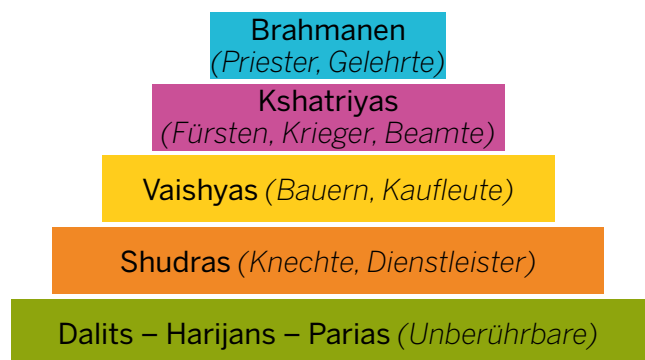 Brahmanen
(Priester, Gelehrte)
Kshatriyas
(Fürsten, Krieger, Beamte)
Vaishyas (Bauern, Kaufleute)
Shudras (Knechte, Dienstleister)
Dalits – Harijans – Parias (Unberührbare)